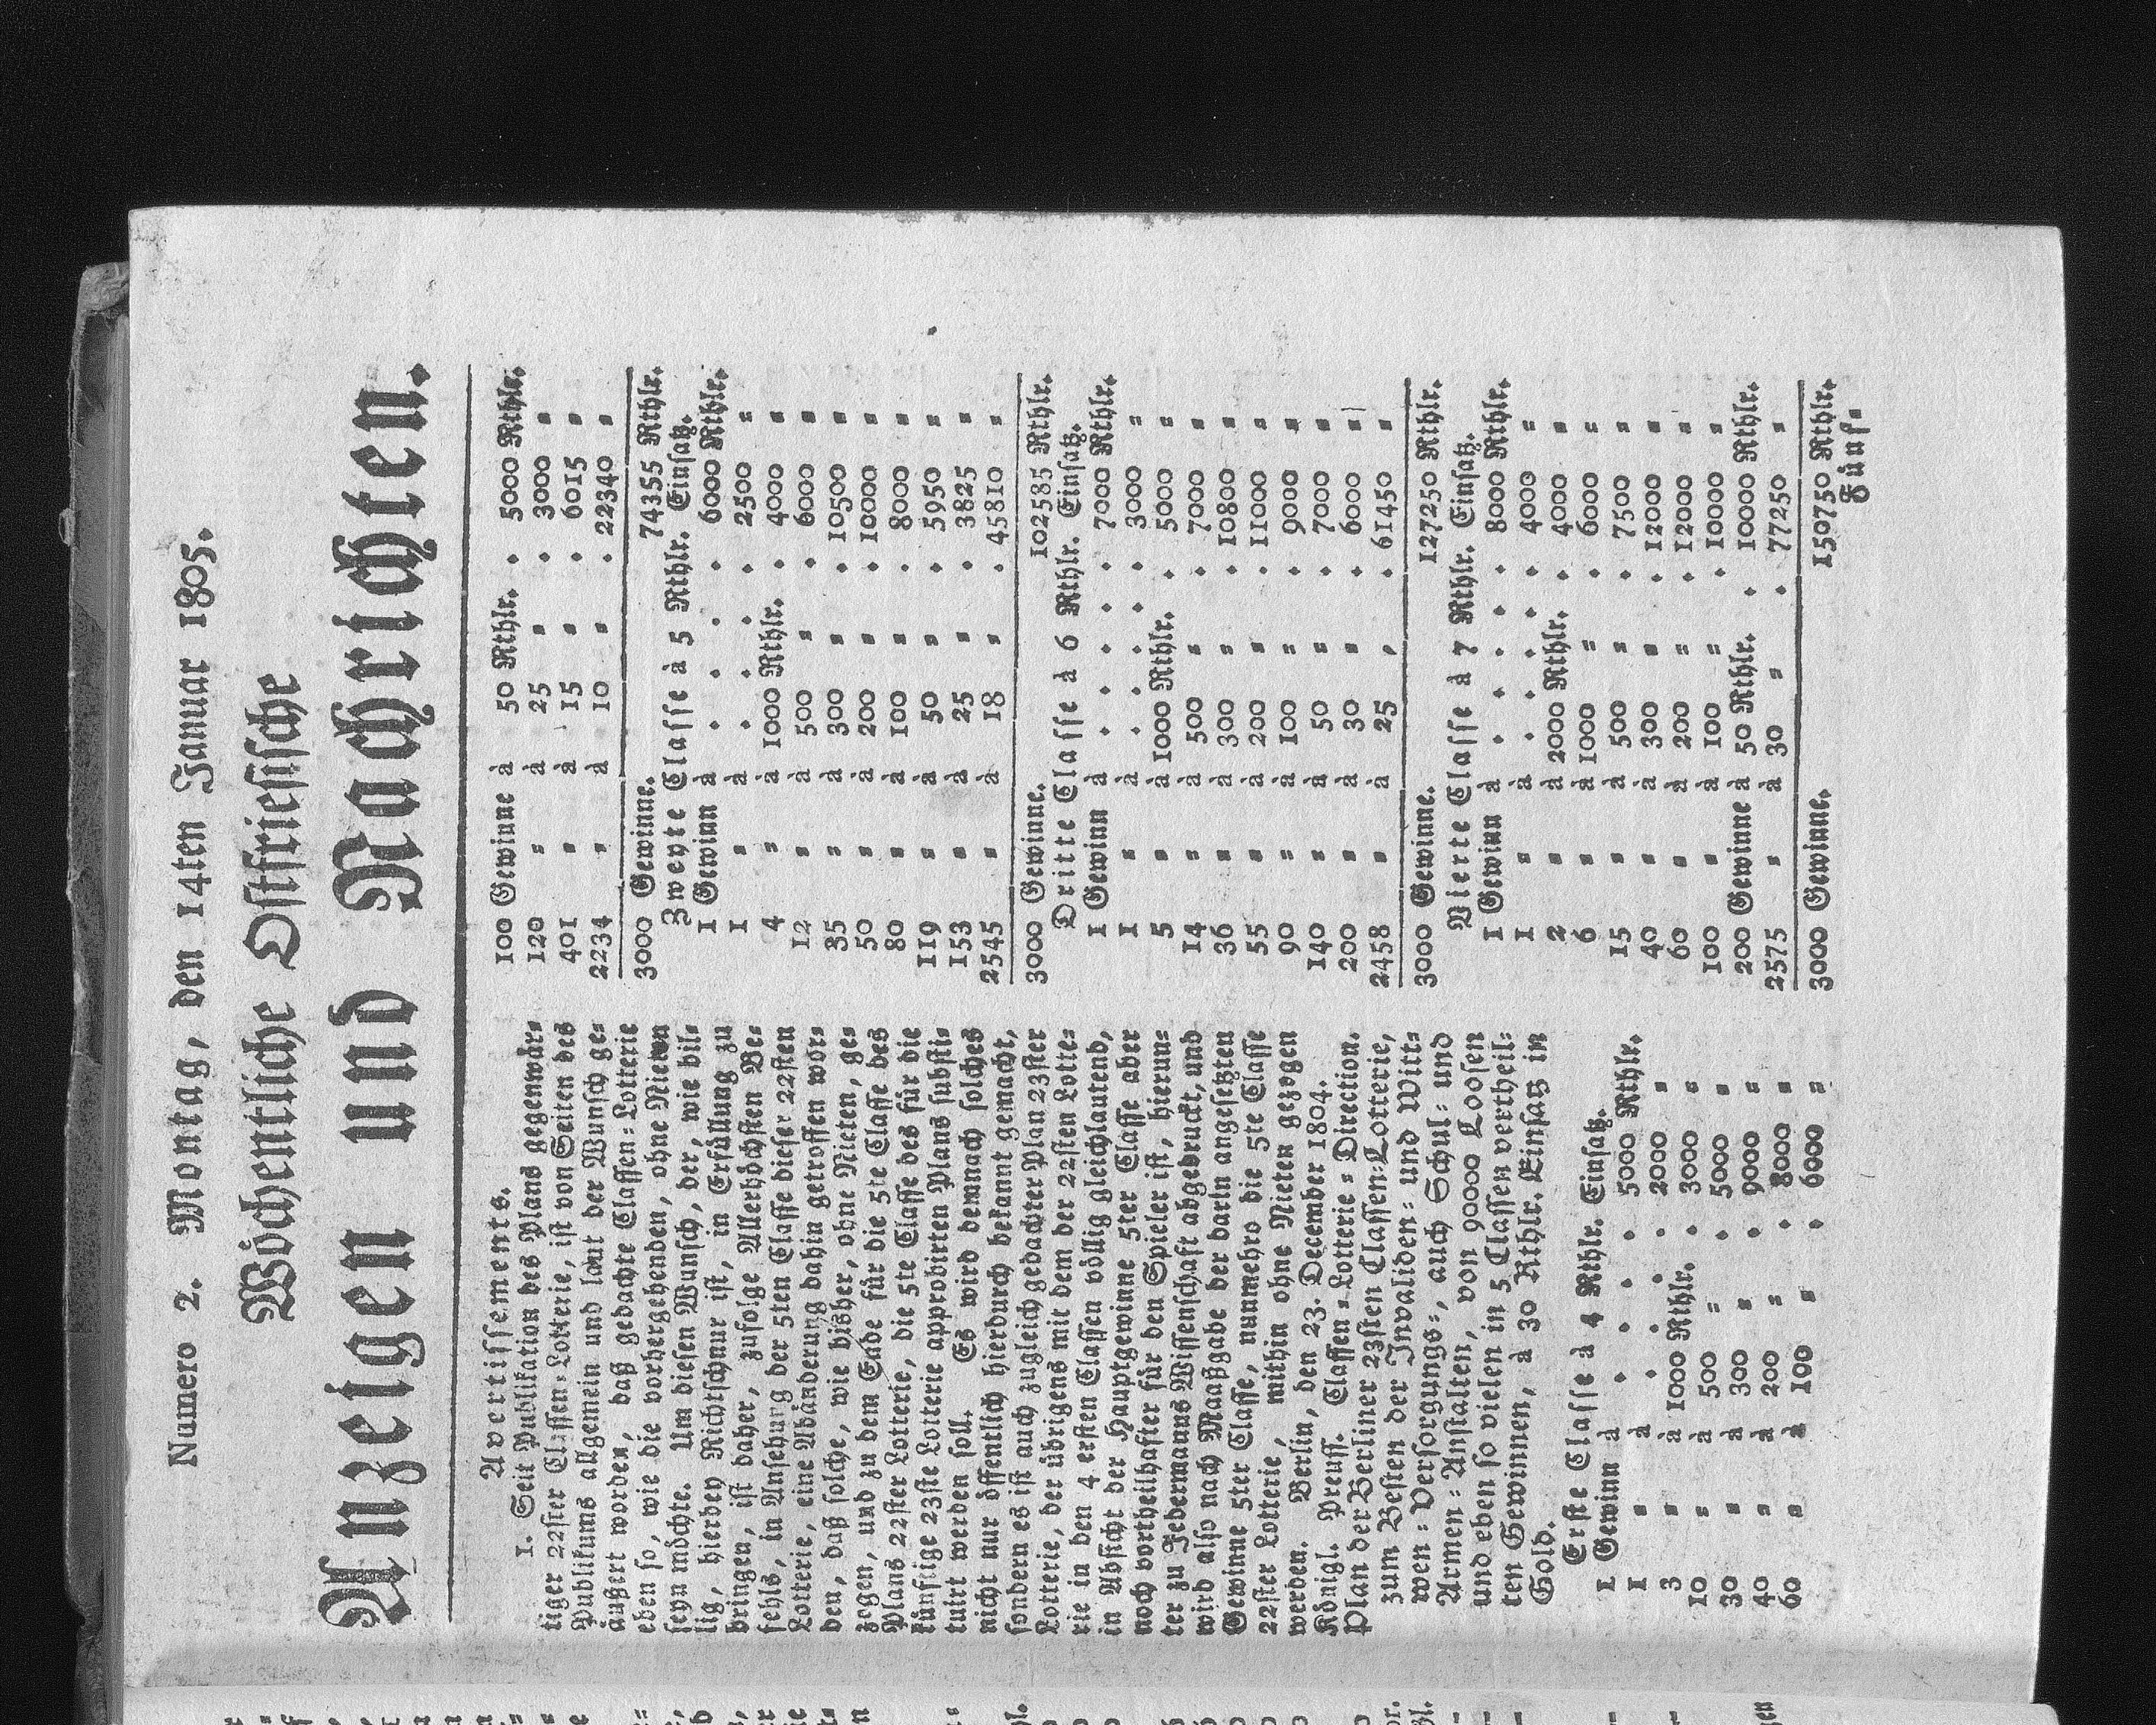 Numero 2. Montag, den 14ten Januar 1805.
Wöchentliche Ostfriesische
Anzeigen und Nachrichten.
Avertissements.
1. Seit Publikation des Plans gegenwär-
tiger 22ster Classen-Lotterie, ist von Seiten des
Publikums allgemein und laut der Wunsch ge-
äußert worden, daß gedachte Classen-Lotterie
eben so, wie die vorhergehenden, ohne Nieten
seyn möchte. Um diesen Wunsch, der, wie bil-
lig, hierbey Richtschnur ist, in Erfüllung zu
bringen, ist daher, zufolge Allerhöchsten Be-
fehls, in Ansehung der 5ten Classe dieser 22sten
Lotterie, eine Abänderung dahin getroffen wor-
den, daß solche, wie bisher, ohne Nieten, ge-
zogen, und zu dem Ende für die 5te Classe des
Plans 22ster Lotterie, die 5te Classe des für die
künftige 23ste Lotterie approbirten Plans substi-
tuirt werden soll. Es wird demnach solches
nicht nur öffentlich hierdurch bekannt gemacht,
sondern es ist auch zugleich gedachter Plan 23ster
Lotterie, der übrigens mit dem der 22sten Lotte-
rie in den 4 ersten Classen völlig gleichlautend,
in Absicht der Hauptgewinne 5ter Classe aber
noch vortheilhafter für den Spieler ist, hierun-
ter zu Jedermanns Wissenschaft abgedruckt, und
wird also nach Maaßgabe der darin angesetzten
Gewinne 5ter Classe, nunmehro die 5te Classe
22ster Lotterie, mithin ohne Nieten gezogen
werden. Berlin, den 23. December 1804.
Königl. Preuss. Classen-Lotterie-Direction.
Plan der Berliner 23sten Classen-Lotterie,
zum Besten der Invaliden- und Witt-
wen-Versorgungs-, auch Schul- und
Armen-Anstalten, von 90000 Loosen
und eben so vielen in 5 Classen vertheil-
ten Gewinnen, à 30 Rthlr. Einsatz in
Gold.
Erste Classe à 4 Rthlr. Einsatz.
1 Gewinn à . . . 5000 Rthlr.
1 = à . . . 2000 =
3 = à 1000 Rthlr. . 3000 =
10 = à 500 = . 5000 =
30 = à 300 = . 9000 =
40 = à 200 = . 8000 =
60 = à 100 = . 6000 =
100 Gewinne à 50 Rthlr. . 5000 Rthlr.
120 = à 25 = . 3000 =
401 = à 15 = . 6015 =
2234 = à 10 = . 22340 =
3000 Gewinne. 74355 Rthlr.
Zweyte Classe à 5 Rthlr. Einsatz.
1 Gewinn à . . . 6000 Rthlr.
1 = à . . . 2500 =
4 = à 1000 Rthlr. . 4000 =
12 = à 500 = . 6000 =
35 = à 300 = . 10500 =
50 = à 200 = . 10000 =
80 = à 100 = . 8000 =
119 = à 50 = . 5950 =
153 = à 25 = . 3825 =
2545 = à 18 = . 45810 =
3000 Gewinne. 102585 Rthlr.
Dritte Classe à 6 Rthlr. Einsatz.
1 Gewinn à . . . . 7000 Rthlr.
1 = à . . . . 3000 =
5 = à 1000 Rthlr. . 5000 =
14 = à 500 = . 7000 =
36 = à 300 = . 10800 =
55 = à 200 = . 11000 =
90 = à 100 = . 9000 =
140 = à 50 = . 7000 =
200 = à 30 = . 6000 =
2458 = à 25 = . 61450 =
3000 Gewinne. 127250 Rthlr.
Vierte Classe à 7 Rthlr. Einsatz.
1 Gewinn à . . . . 8000 Rthlr.
1 = à . . . . 4000 =
2 = à 2000 Rthlr. . 4000 =
6 = à 1000 = . 6000 =
15 = à 500 = . 7500 =
40 = à 300 = . 12000 =
60 = à 200 = . 12000 =
100 = à 100 = . 10000 =
200 Gewinne à 50 Rthlr. . 10000 Rthlr.
2575 = à 30 = . 77250 =
3000 Gewinne. 150750 Rthlr.
Fünf-